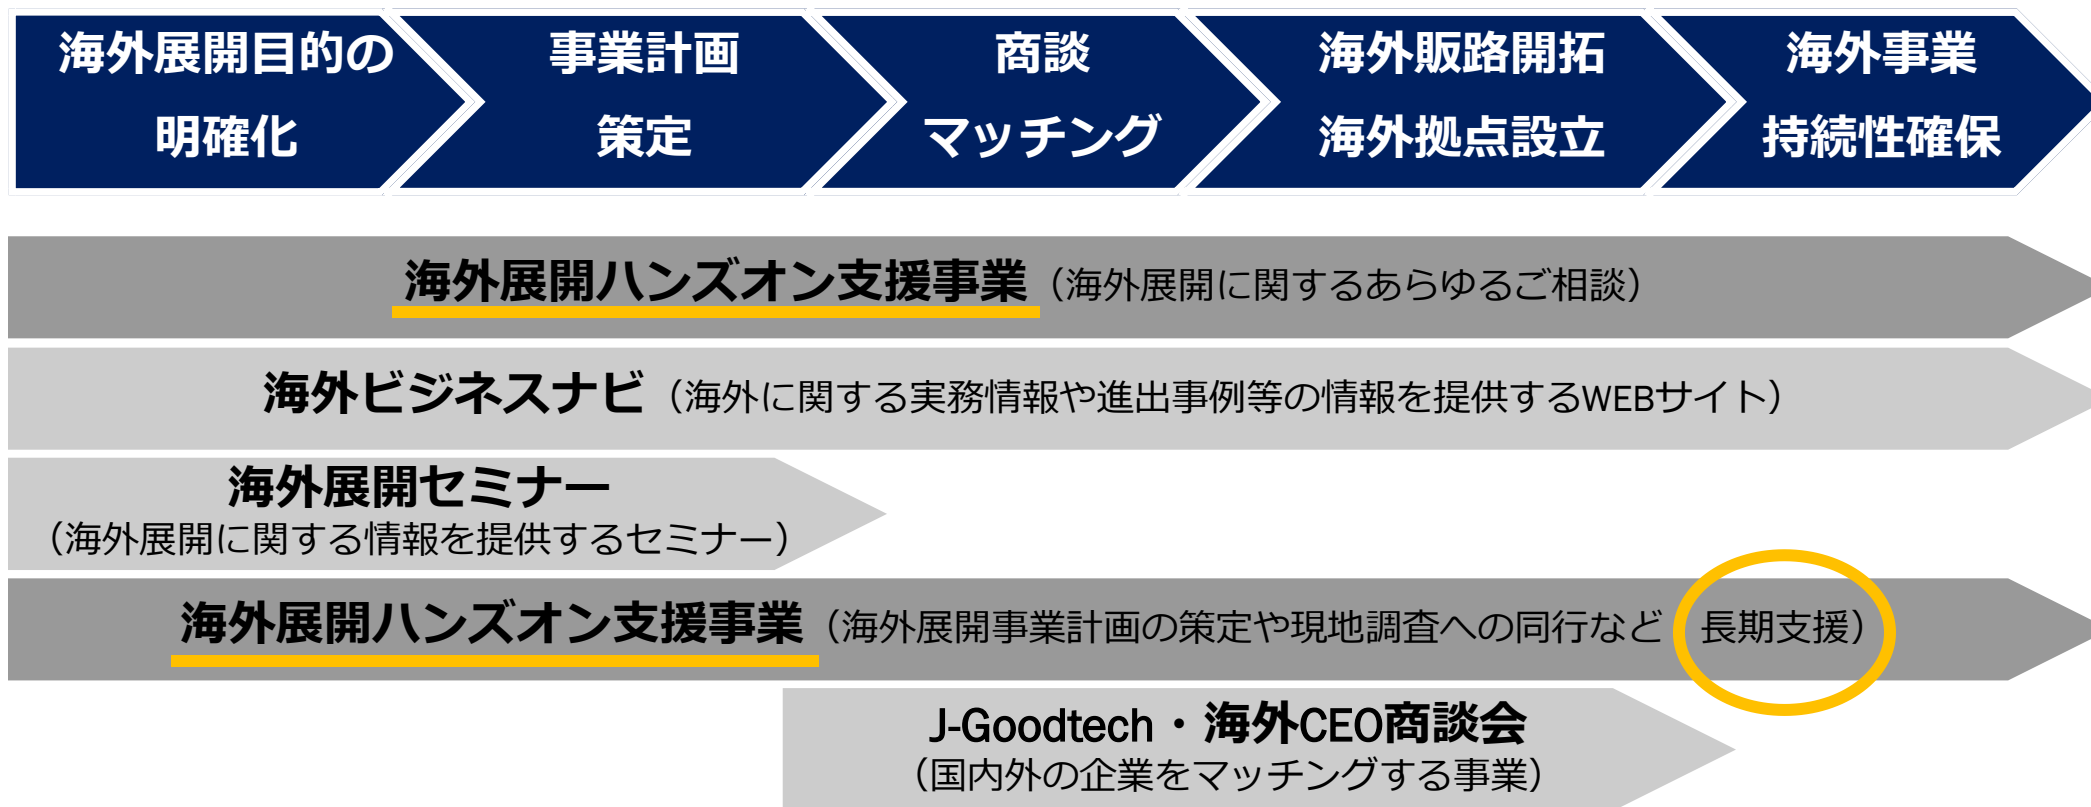 海外展開目的の
明確化
事業計画
策定
商談
マッチング
海外販路開拓
海外拠点設立
海外事業
持続性確保
海外展開ハンズオン支援事業（海外展開に関するあらゆるご相談）
海外ビジネスナビ（海外に関する実務情報や進出事例等の情報を提供するWEBサイト）
海外展開セミナー
（海外展開に関する情報を提供するセミナー）
海外展開ハンズオン支援事業（海外展開事業計画の策定や現地調査への同行など　長期支援）
J-Goodtech・海外CEO商談会
（国内外の企業をマッチングする事業）